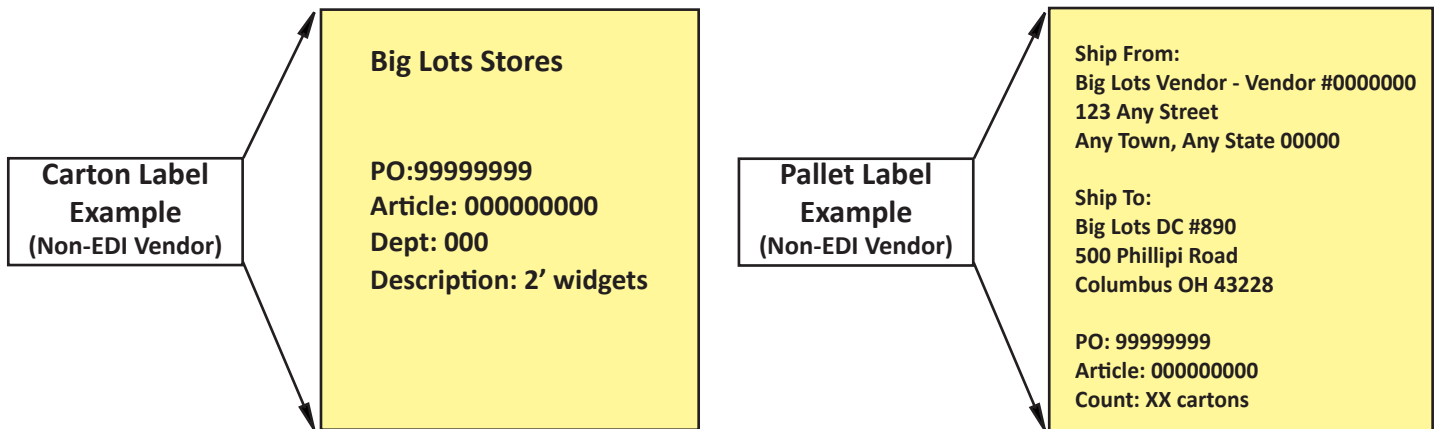 Carton Label
Example
(Non-EDI Vendor)
Big Lots Stores
PO:99999999
Article: 000000000
Dept: 000
Description: 2’ widgets
Pallet Label
Example
(Non-EDI Vendor)
Ship From:
Big Lots Vendor - Vendor #0000000
123 Any Street
Any Town, Any State 00000
Ship To:
Big Lots DC #890
500 Phillipi Road
Columbus OH 43228
PO: 99999999
Article: 000000000
Count: XX cartons